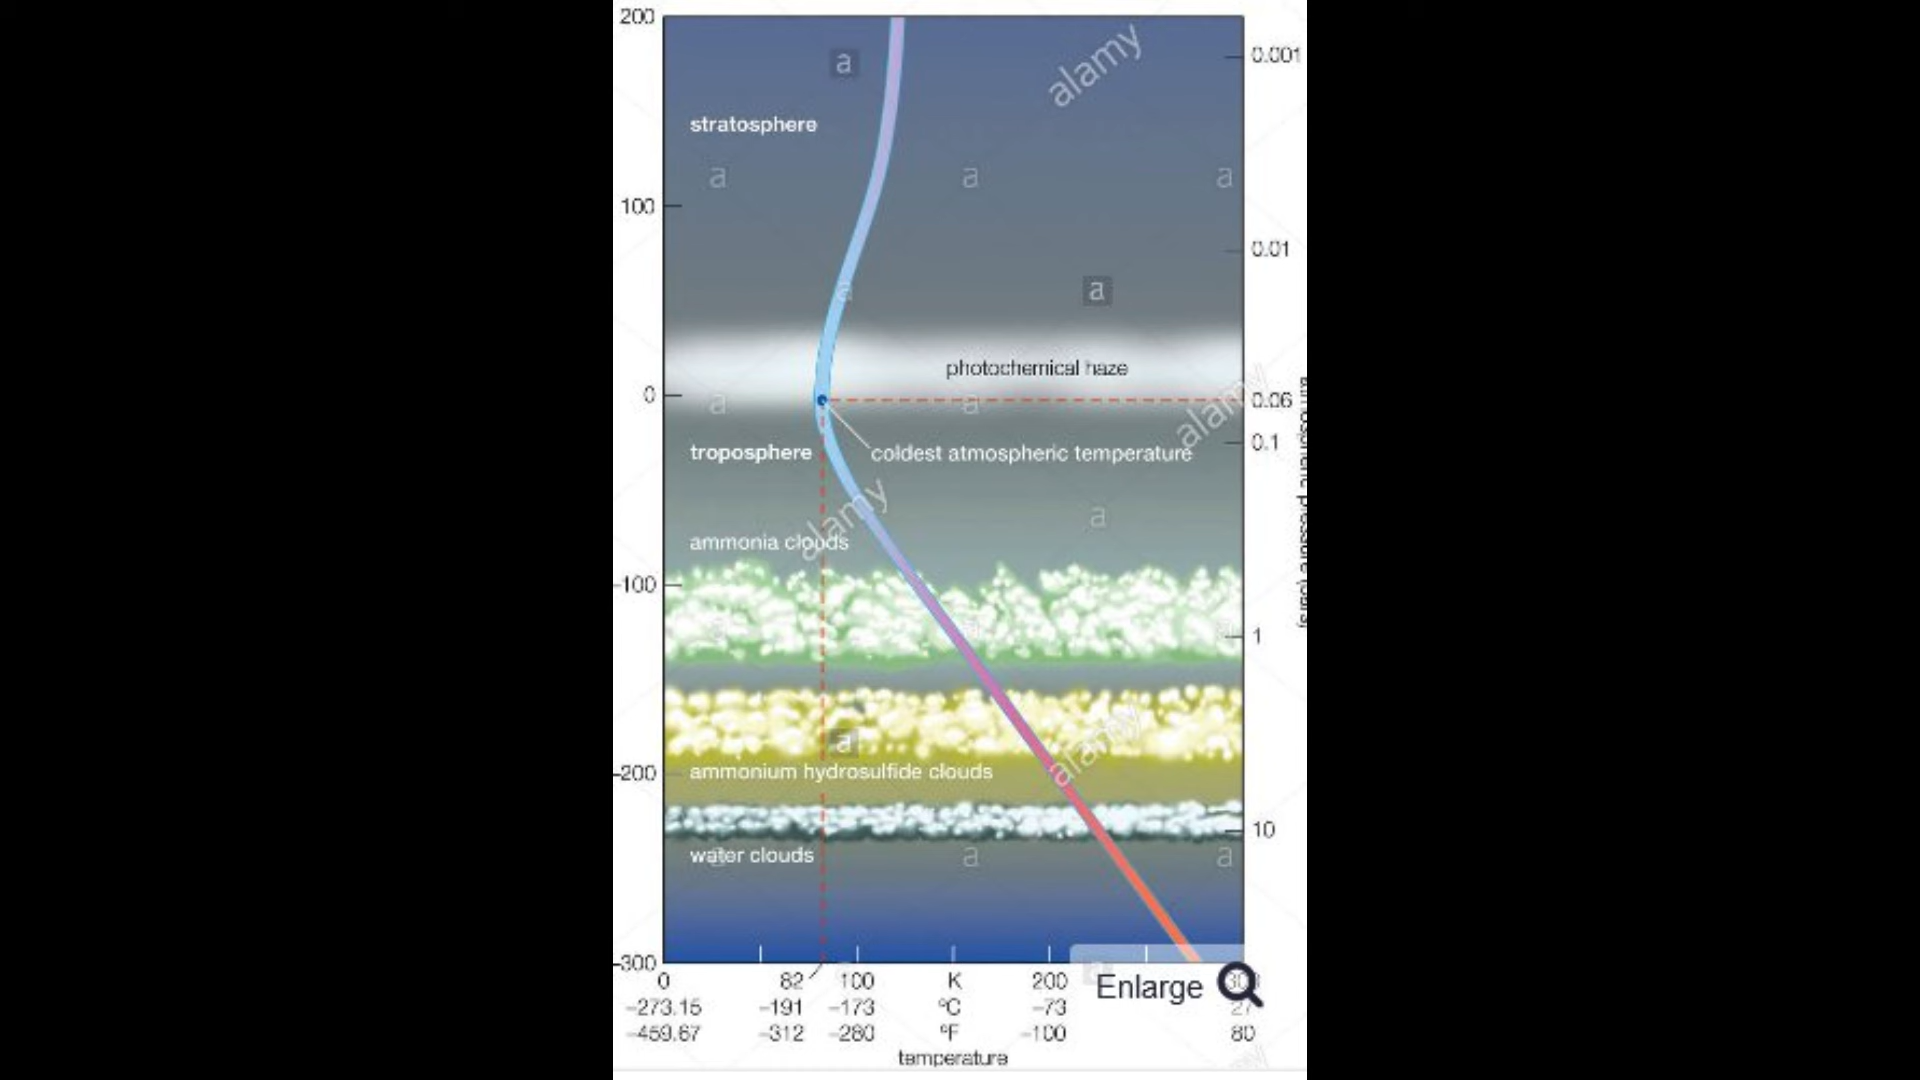 200
0.001
alamy
a
stratosphere
a
a
a
100
0.01
a
a
photochemical haze
0
a
a
0.06
alamy
0.1
troposphere
coldest atmospheric temperature
alamy
a
ammonia clouds
-100
a
a
a
1
alamy
a
-200
ammonium hydrosulfide clouds
10
water clouds
a
a
a
-300
0 82 100 K 200 300
-273.15 -191 -173 °C -73 27
-459.67 -312 -280 °F -100 80
temperature
Enlarge